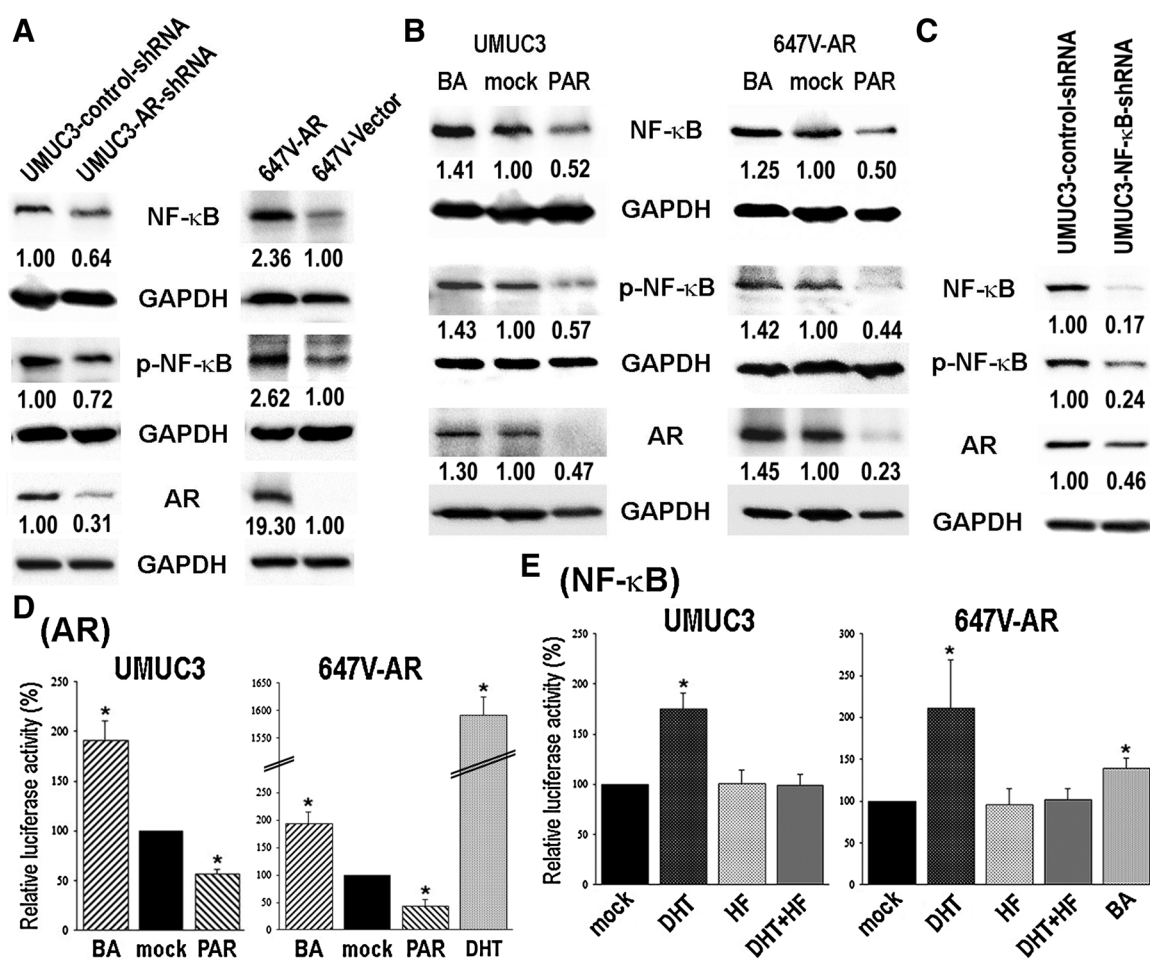 A
UMUC3-control-shRNA
UMUC3-AR-shRNA
647V-AR
647V-Vector
NF-κB
1.00 0.64
2.36 1.00
GAPDH
p-NF-κB
1.00 0.72
2.62 1.00
GAPDH
AR
1.00 0.31
19.30 1.00
GAPDH
B
UMUC3
647V-AR
BA mock PAR
BA mock PAR
NF-κB
1.41 1.00 0.52
1.25 1.00 0.50
GAPDH
p-NF-κB
1.43 1.00 0.57
1.42 1.00 0.44
GAPDH
AR
1.30 1.00 0.47
1.45 1.00 0.23
GAPDH
C
UMUC3-control-shRNA
UMUC3-NF-κB-shRNA
NF-κB
1.00 0.17
p-NF-κB
1.00 0.24
AR
1.00 0.46
GAPDH
D
(AR)
UMUC3
Relative luciferase activity (%)
250
200
150
100
50
0
*
*
BA mock PAR
647V-AR
1650
1600
1550
250
200
150
100
50
0
*
*
*
BA mock PAR DHT
E
(NF-κB)
UMUC3
Relative luciferase activity (%)
250
200
150
100
50
0
*
mock
DHT
HF
DHT+HF
647V-AR
300
250
200
150
100
50
0
*
*
mock
DHT
HF
DHT+HF
BA